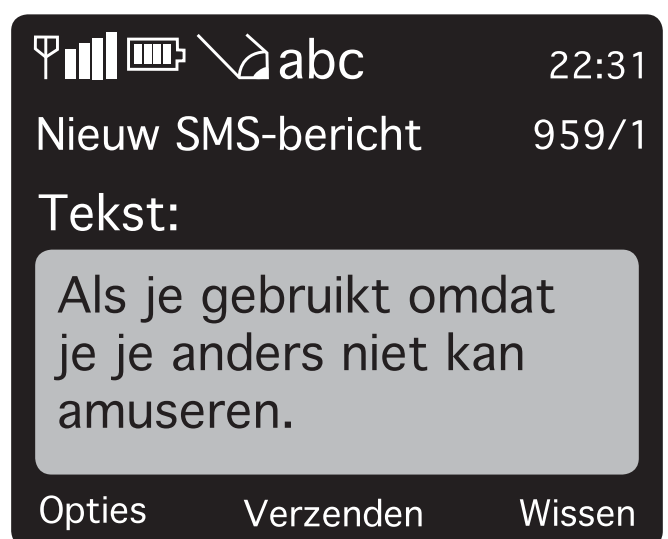 abc 22:31
Nieuw SMS-bericht 959/1
Tekst:
Als je gebruikt omdat
je je anders niet kan
amuseren.
Opties Verzenden Wissen